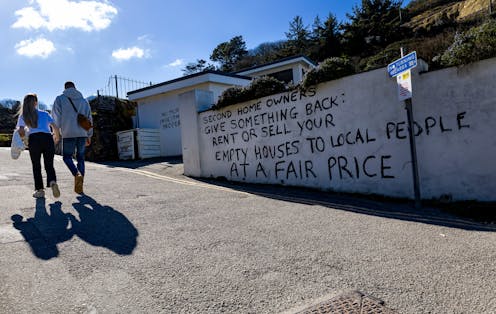 SECOND HOME OWNERS
GIVE SOMETHING BACK:
RENT OR SELL YOUR
EMPTY HOUSES TO LOCAL PEOPLE
AT A FAIR PRICE